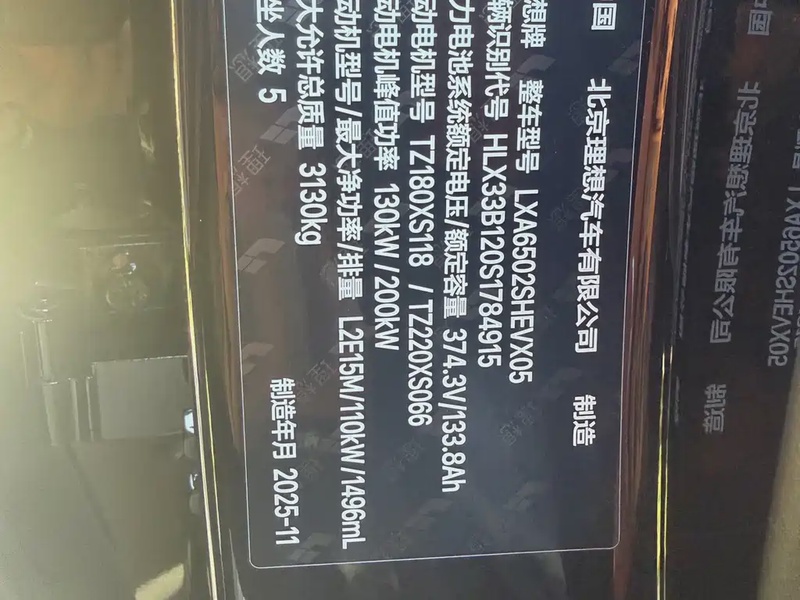 国 北京理想汽车有限公司 制造
想牌 整车型号 LXA6502SHEVX05
辆识别代号 HLX33B120S1784915
力电池系统额定电压/额定容量 374.3V/133.8Ah
动电机型号 TZ180XS118 /TZ220XS066
动电机峰值功率 130kW/200kW
动机型号/最大净功率/排量 L2E15M/110kW/1496mL
大允许总质量 3130kg
坐人数 5 制造年月 2025-11